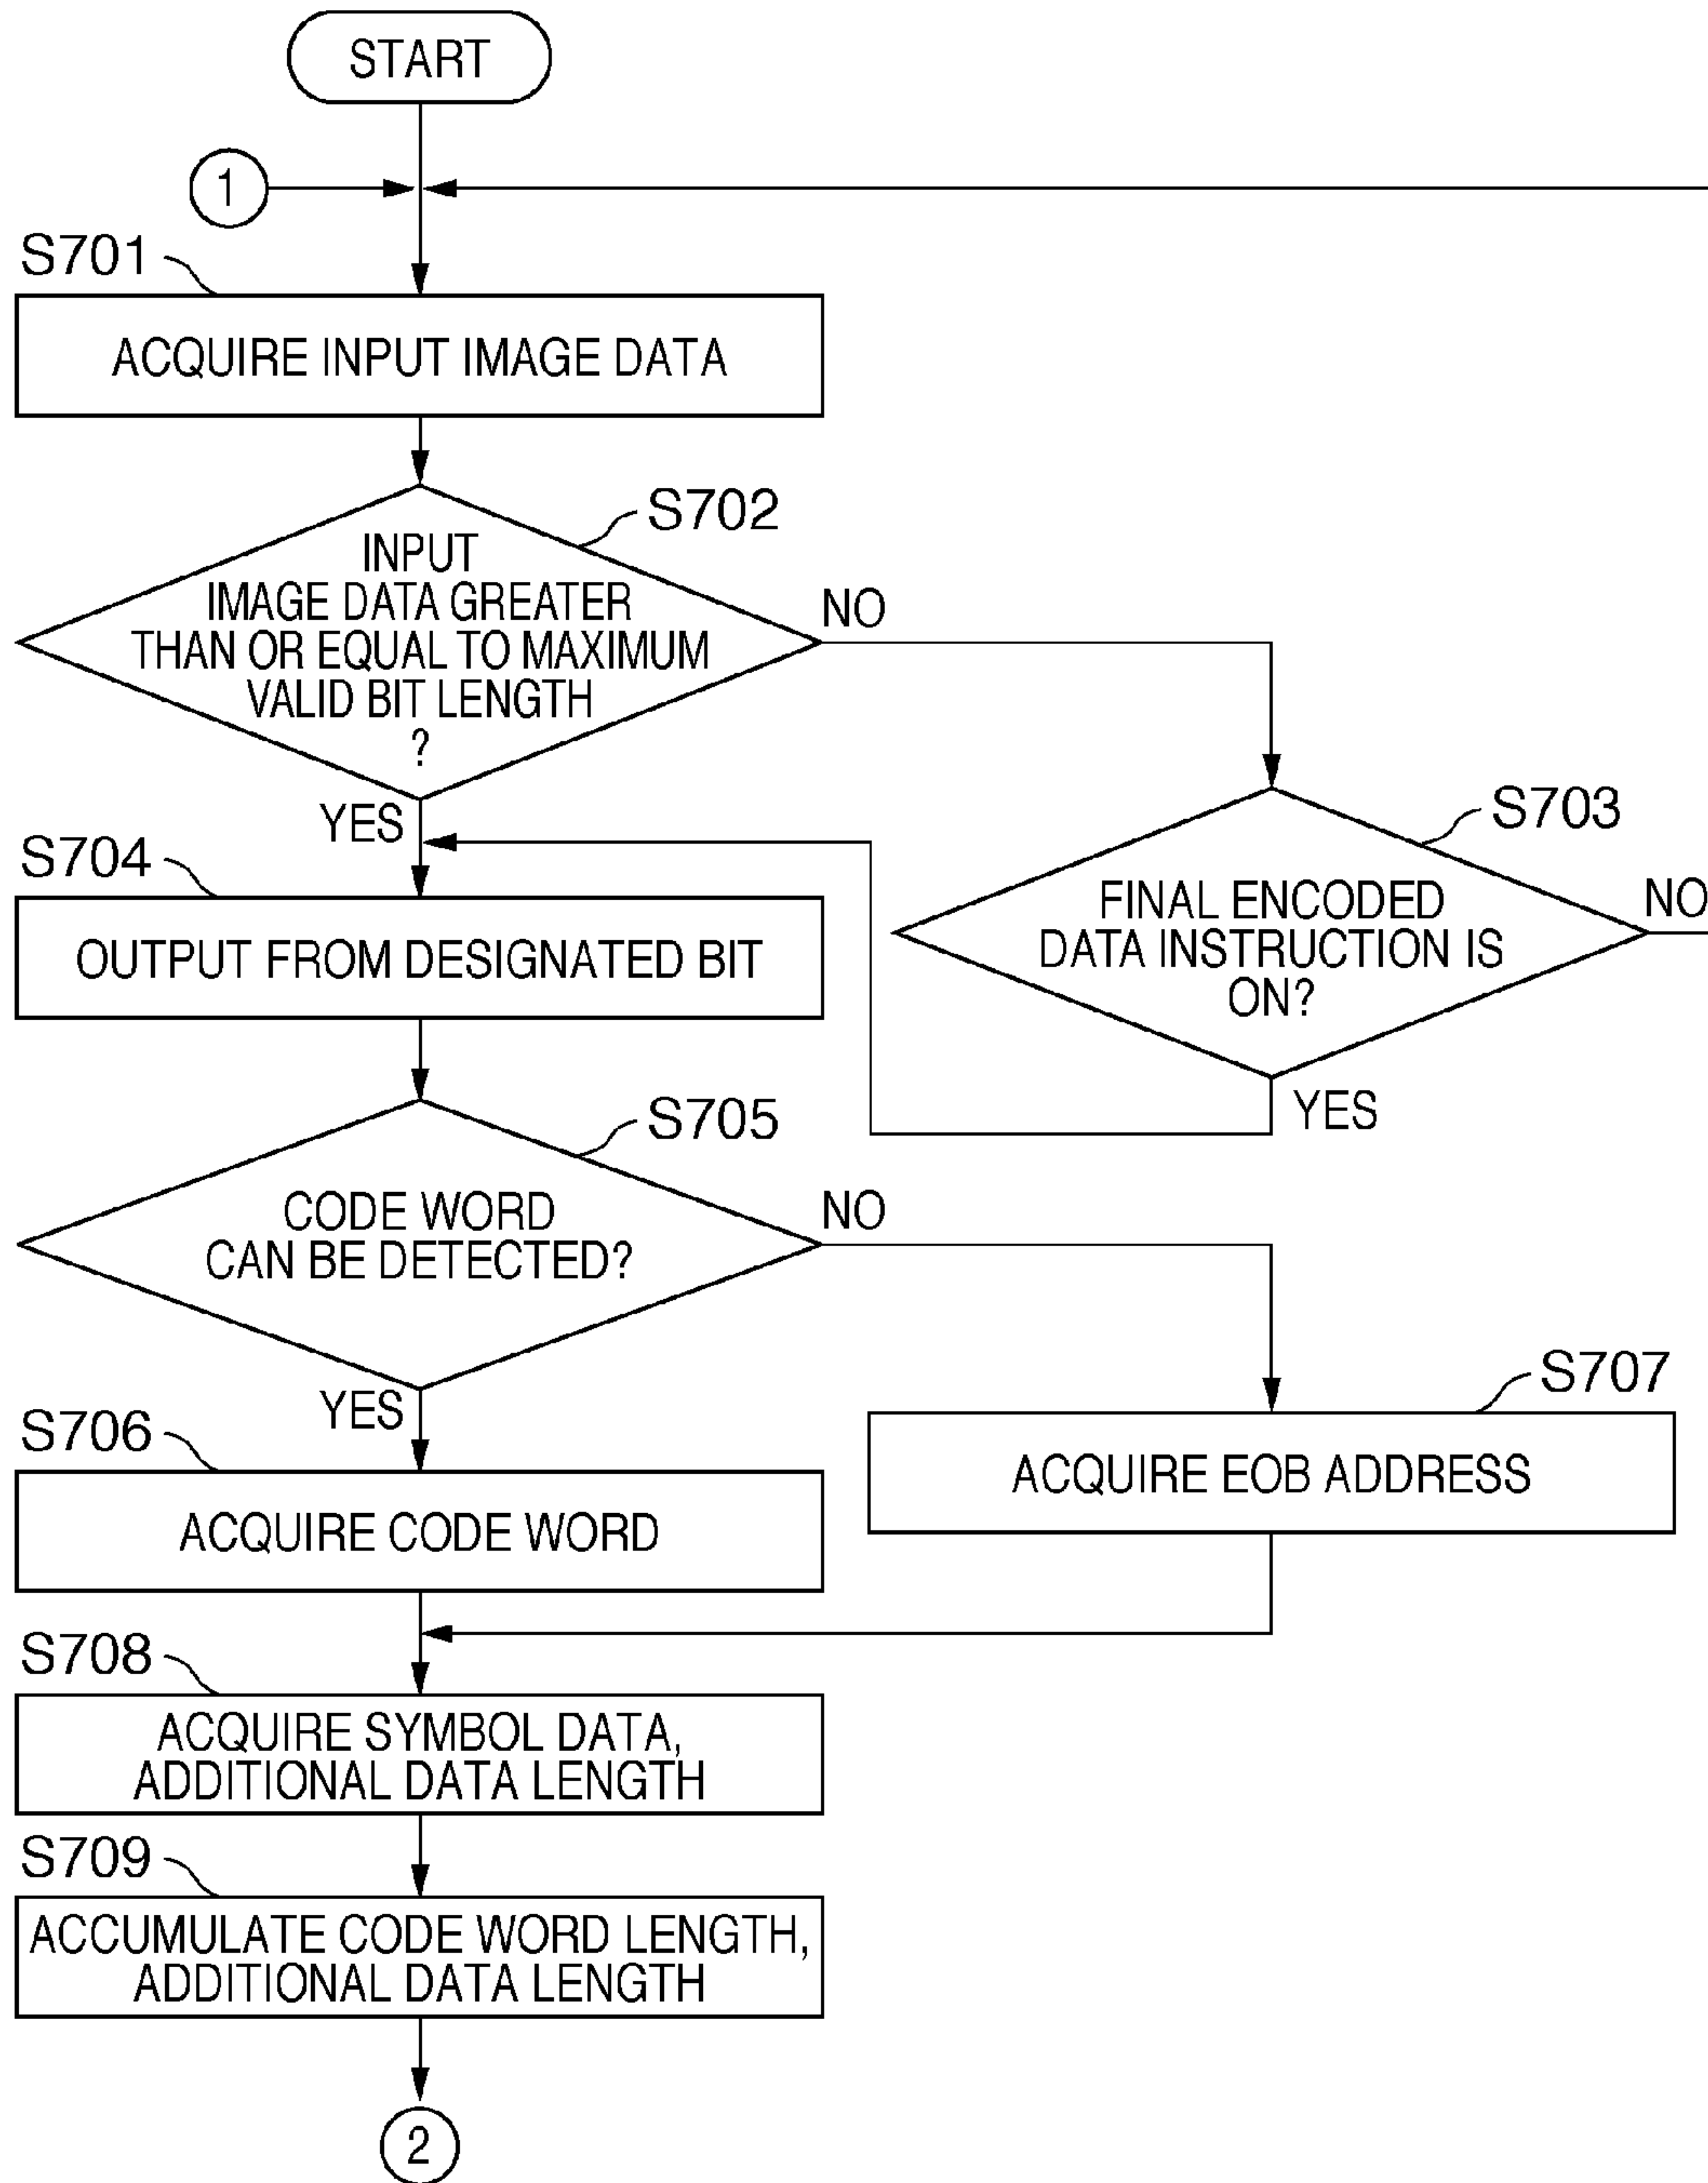 START
1
S701
ACQUIRE INPUT IMAGE DATA
S702
INPUT
IMAGE DATA GREATER
THAN OR EQUAL TO MAXIMUM
VALID BIT LENGTH
?
NO
YES
S703
FINAL ENCODED
DATA INSTRUCTION IS
ON?
NO
YES
S704
OUTPUT FROM DESIGNATED BIT
S705
CODE WORD
CAN BE DETECTED?
NO
YES
S706
ACQUIRE CODE WORD
S707
ACQUIRE EOB ADDRESS
S708
ACQUIRE SYMBOL DATA,
ADDITIONAL DATA LENGTH
S709
ACCUMULATE CODE WORD LENGTH,
ADDITIONAL DATA LENGTH
2